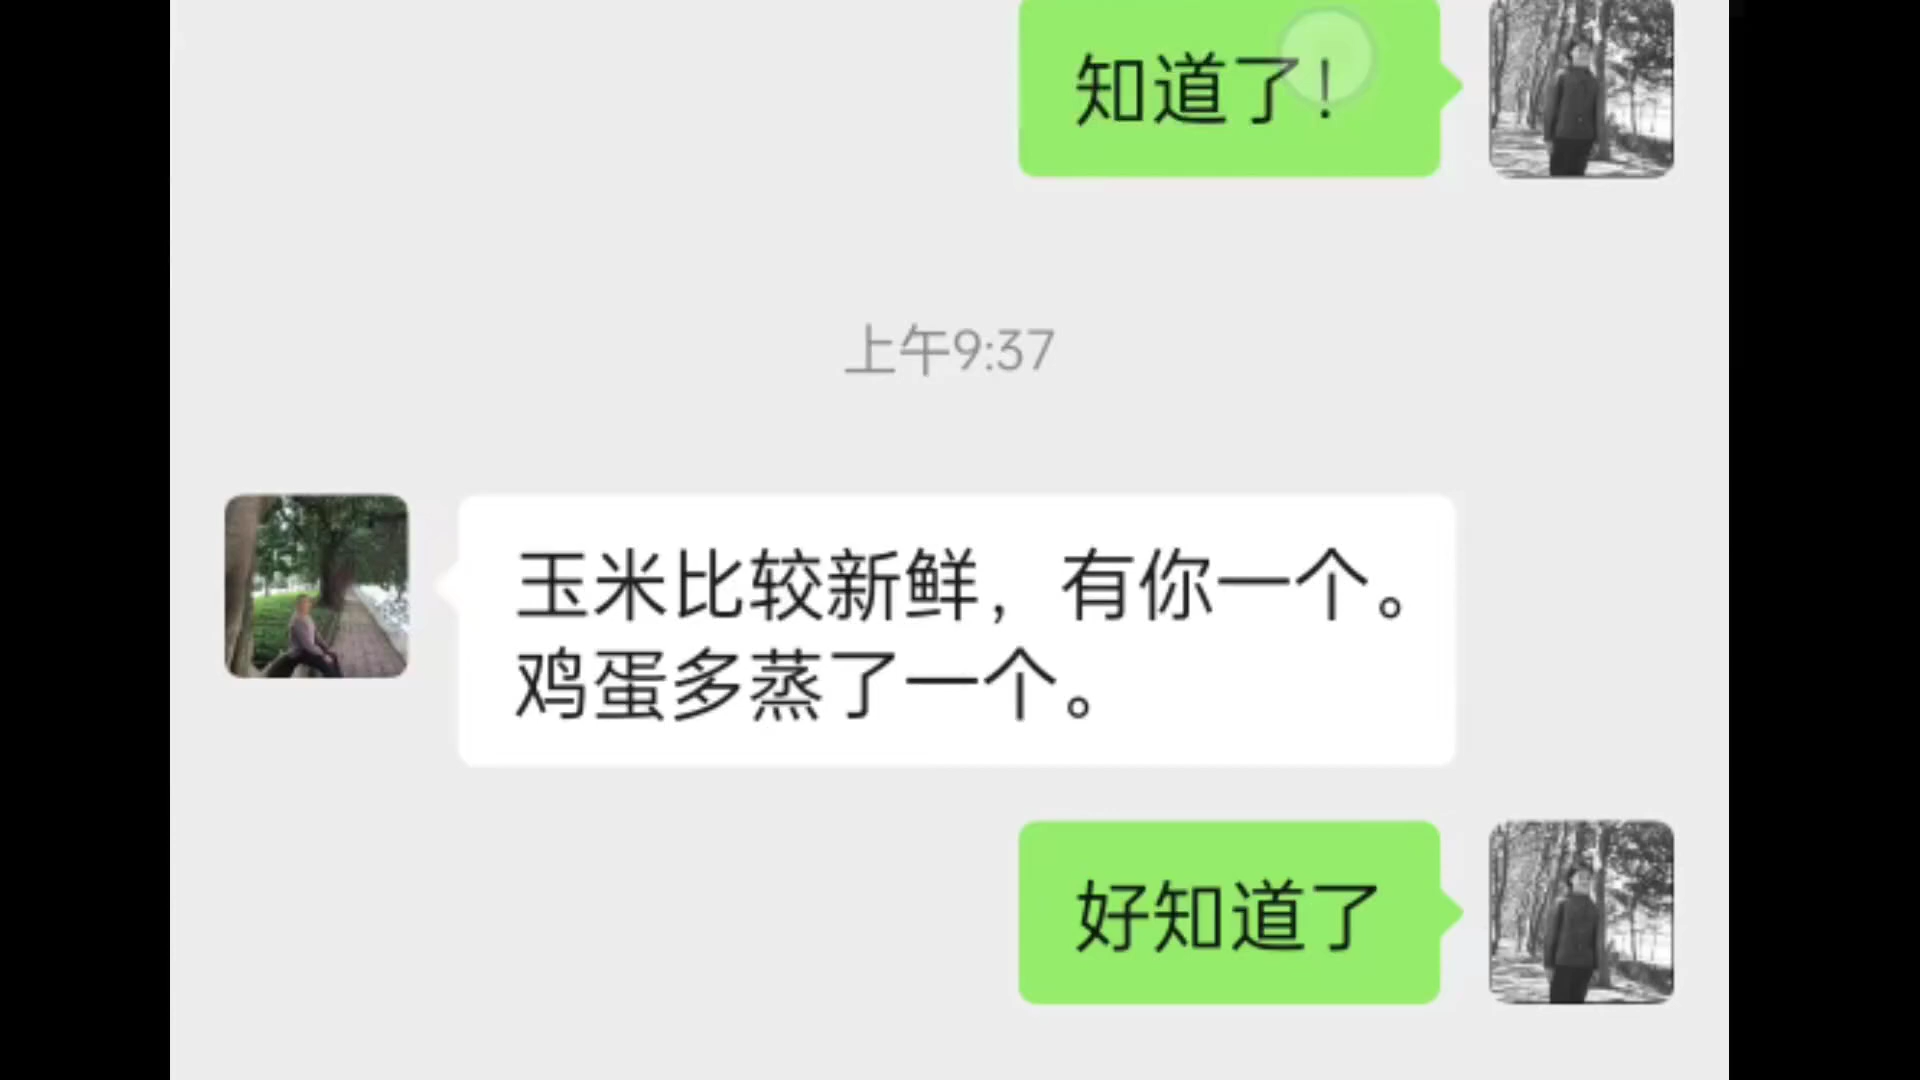 知道了！
上午9:37
玉米比较新鲜，有你一个。
鸡蛋多蒸了一个。
好知道了